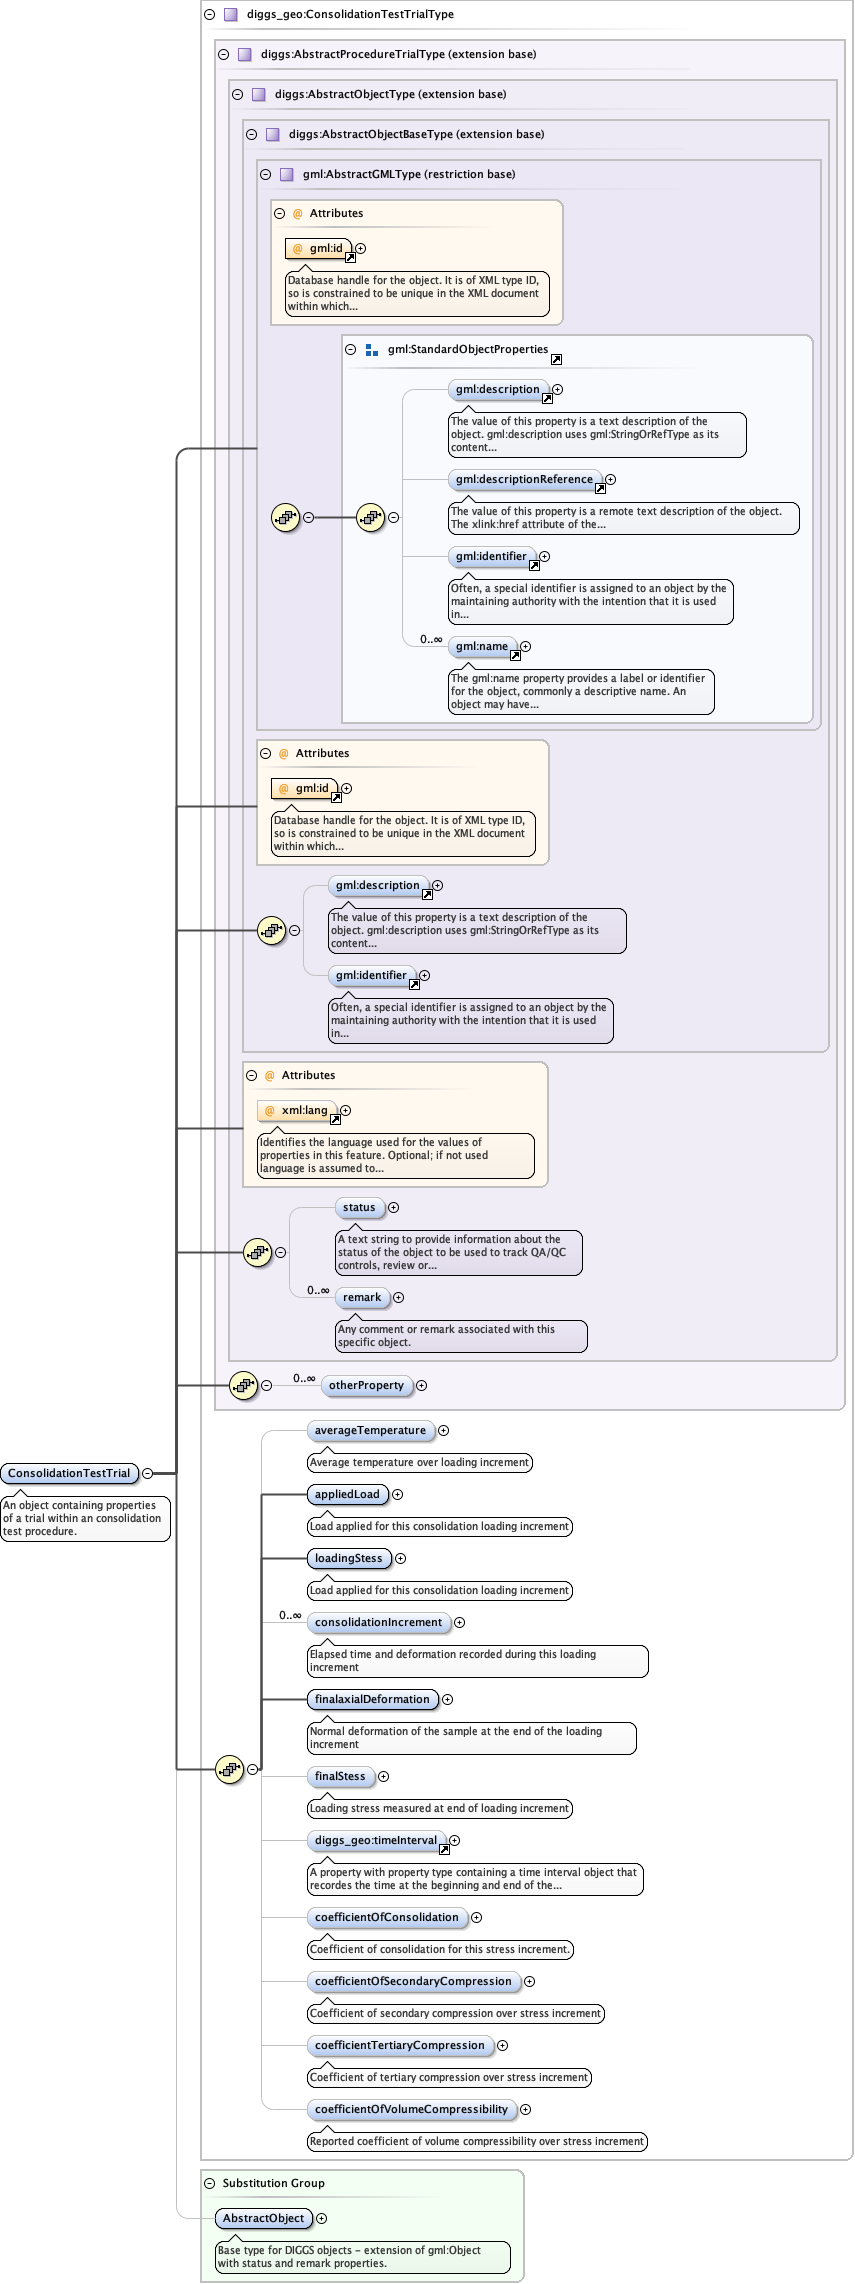 diggs_geo:ConsolidationTestTrialType
diggs:AbstractProcedureTrialType (extension base)
diggs:AbstractObjectType (extension base)
diggs:AbstractObjectBaseType (extension base)
gml:AbstractGMLType (restriction base)
@ Attributes
@ gml:id
Database handle for the object. It is of XML type ID,
so is constrained to be unique in the XML document
within which...
gml:StandardObjectProperties
gml:description
The value of this property is a text description of the
object. gml:description uses gml:StringOrRefType as its
content...
gml:descriptionReference
The value of this property is a remote text description of the object.
The xlink:href attribute of the...
gml:identifier
Often, a special identifier is assigned to an object by the
maintaining authority with the intention that it is used
in...
0..∞
gml:name
The gml:name property provides a label or identifier
for the object, commonly a descriptive name. An
object may have...
@ Attributes
@ gml:id
Database handle for the object. It is of XML type ID,
so is constrained to be unique in the XML document
within which...
gml:description
The value of this property is a text description of the
object. gml:description uses gml:StringOrRefType as its
content...
gml:identifier
Often, a special identifier is assigned to an object by the
maintaining authority with the intention that it is used
in...
@ Attributes
@ xml:lang
Identifies the language used for the values of
properties in this feature. Optional; if not used
language is assumed to...
status
A text string to provide information about the
status of the object to be used to track QA/QC
controls, review or...
0..∞
remark
Any comment or remark associated with this
specific object.
0..∞
otherProperty
ConsolidationTestTrial
An object containing properties
of a trial within an consolidation
test procedure.
averageTemperature
Average temperature over loading increment
appliedLoad
Load applied for this consolidation loading increment
loadingStess
Load applied for this consolidation loading increment
0..∞
consolidationIncrement
Elapsed time and deformation recorded during this loading
increment
finalaxialDeformation
Normal deformation of the sample at the end of the loading
increment
finalStess
Loading stress measured at end of loading increment
diggs_geo:timeInterval
A property with property type containing a time interval object that
recordes the time at the beginning and end of the...
coefficientOfConsolidation
Coefficient of consolidation for this stress increment.
coefficientOfSecondaryCompression
Coefficient of secondary compression over stress increment
coefficientTertiaryCompression
Coefficient of tertiary compression over stress increment
coefficientOfVolumeCompressibility
Reported coefficient of volume compressibility over stress increment
Substitution Group
AbstractObject
Base type for DIGGS objects - extension of gml:Object
with status and remark properties.